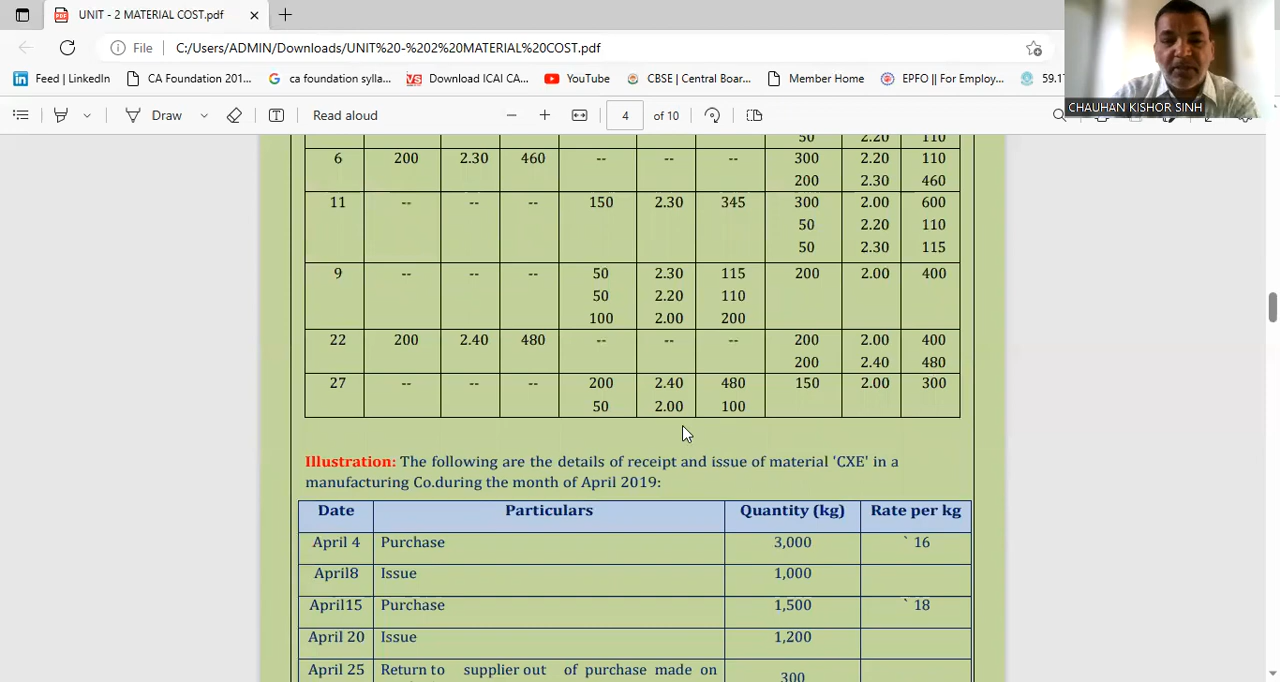 UNIT - 2 MATERIAL COST.pdf
File C:/Users/ADMIN/Downloads/UNIT%20-%202%20MATERIAL%20COST.pdf
Feed | LinkedIn CA Foundation 201... ca foundation sylla... Download ICAI CA... YouTube CBSE | Central Boar... Member Home EPFO || For Employ... 59.1
Draw Read aloud 4 of 10
CHAUHAN KISHOR SINH
50 2.20 110
6 200 2.30 460 -- -- -- 300 2.20 110
200 2.30 460
11 -- -- -- 150 2.30 345 300 2.00 600
50 2.20 110
50 2.30 115
9 -- -- -- 50 2.30 115 200 2.00 400
50 2.20 110
100 2.00 200
22 200 2.40 480 -- -- -- 200 2.00 400
200 2.40 480
27 -- -- -- 200 2.40 480 150 2.00 300
50 2.00 100
Illustration: The following are the details of receipt and issue of material 'CXE' in a
manufacturing Co.during the month of April 2019:
Date Particulars Quantity (kg) Rate per kg
April 4 Purchase 3,000 ` 16
April8 Issue 1,000
April15 Purchase 1,500 ` 18
April 20 Issue 1,200
April 25 Return to supplier out of purchase made on 300